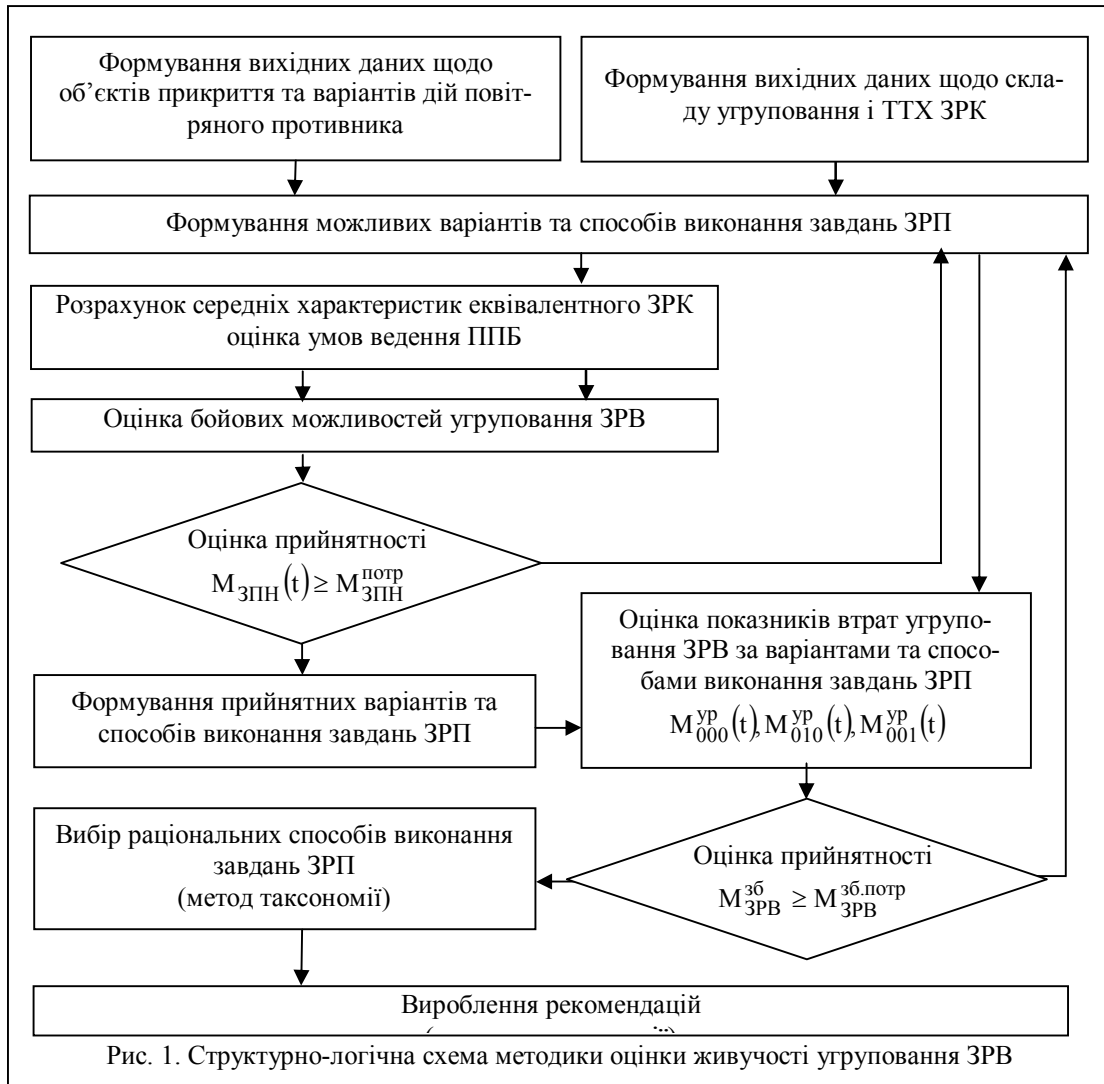 Формування вихідних даних щодо
об’єктів прикриття та варіантів дій повіт-
ряного противника
Формування вихідних даних щодо скла-
ду угруповання і ТТХ ЗРК
Формування можливих варіантів та способів виконання завдань ЗРП
Розрахунок середніх характеристик еквівалентного ЗРК
оцінка умов ведення ППБ
Оцінка бойових можливостей угруповання ЗРВ
Оцінка прийнятності
M_ЗПН(t) ≥ M_ЗПН^потр
Оцінка показників втрат угрупо-
вання ЗРВ за варіантами та спосо-
бами виконання завдань ЗРП
M_000^ур(t), M_010^ур(t), M_001^ур(t)
Формування прийнятних варіантів та
способів виконання завдань ЗРП
Вибір раціональних способів виконання
завдань ЗРП
(метод таксономії)
Оцінка прийнятності
M_ЗРВ^зб ≥ M_ЗРВ^зб.потр
Вироблення рекомендацій
Рис. 1. Структурно-логічна схема методики оцінки живучості угруповання ЗРВ